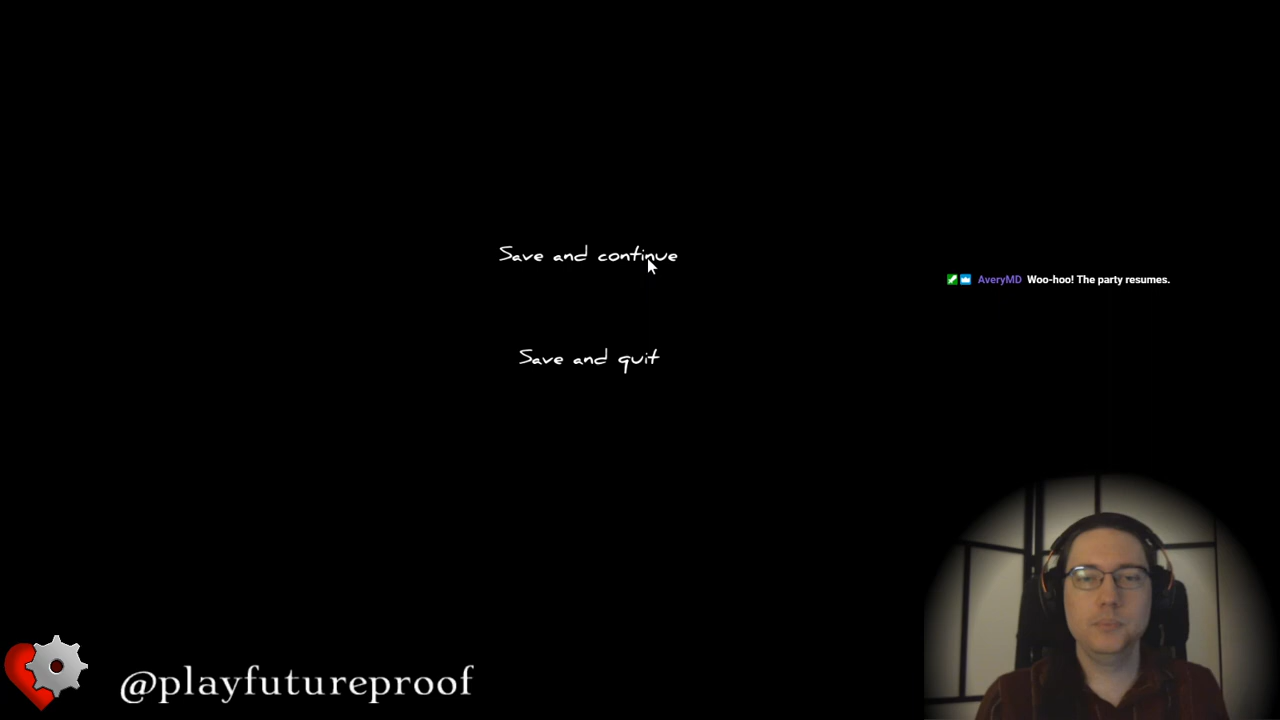 Save and continue
AveryMD Woo-hoo! The party resumes.
Save and quit
@playfutureproof